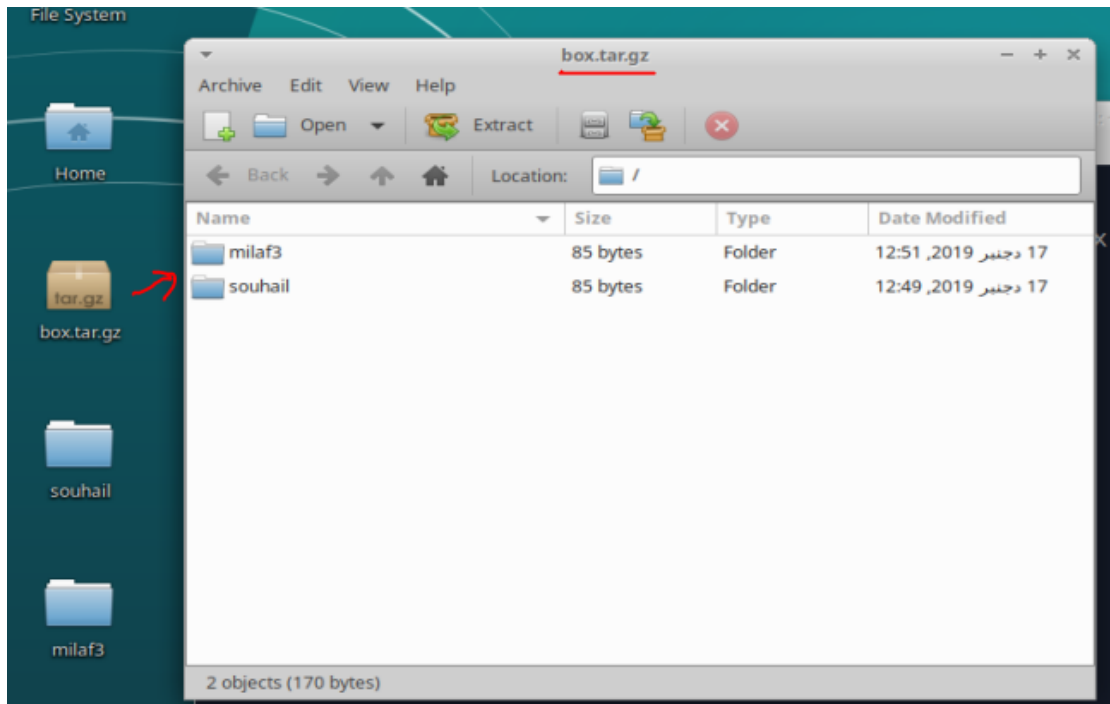 File System
Home
tar.gz
box.tar.gz
souhail
milaf3
box.tar.gz
Archive Edit View Help
Open Extract
Back Location: /
Name Size Type Date Modified
milaf3 85 bytes Folder 17 دجنبر 2019, 12:51
souhail 85 bytes Folder 17 دجنبر 2019, 12:49
2 objects (170 bytes)